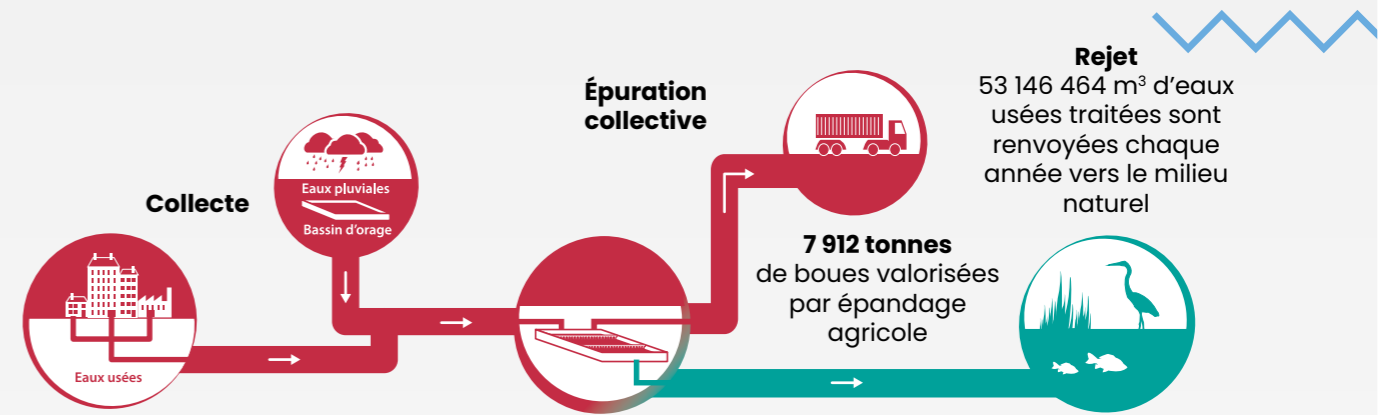 Collecte
Eaux pluviales
Bassin d'orage
Eaux usées
Épuration
collective
7 912 tonnes
de boues valorisées
par épandage
agricole
Rejet
53 146 464 m³ d'eaux
usées traitées sont
renvoyées chaque
année vers le milieu
naturel